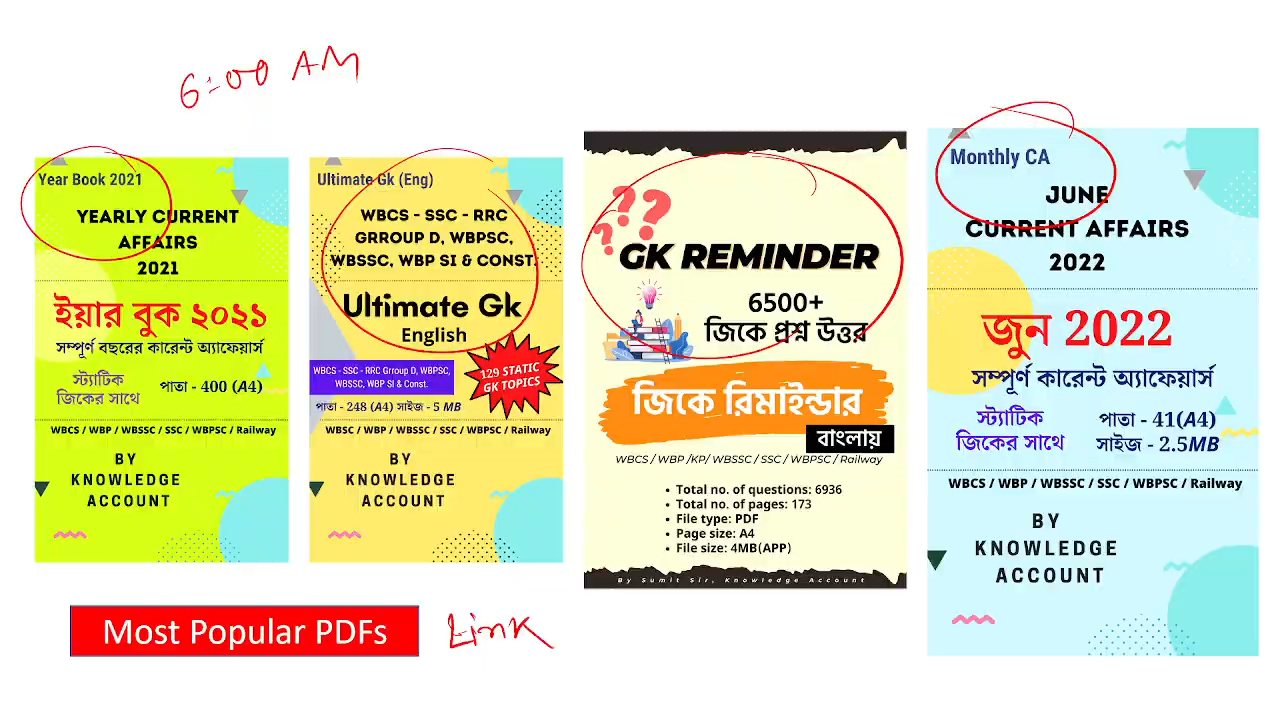 6:00 AM
Year Book 2021
YEARLY CURRENT
AFFAIRS
2021
ইয়ার বুক ২০২১
সম্পূর্ণ বছরের কারেন্ট অ্যাফেয়ার্স
স্ট্যাটিক
জিকের সাথে
পাতা - 400 (A4)
WBCS / WBP / WBSSC / SSC / WBPSC / Railway
BY
KNOWLEDGE
ACCOUNT
Ultimate Gk (Eng)
WBCS - SSC - RRC
GRROUP D, WBPSC,
WBSSC, WBP SI & CONST.
Ultimate Gk
English
WBCS - SSC - RRC Grroup D, WBPSC,
WBSSC, WBP SI & Const.
129 STATIC
GK TOPICS
পাতা - 248 (A4) সাইজ - 5 MB
WBSC / WBP / WBSSC / SSC / WBPSC / Railway
BY
KNOWLEDGE
ACCOUNT
???
GK REMINDER
6500+
জিকে প্রশ্ন উত্তর
জিকে রিমাইন্ডার
বাংলায়
WBCS / WBP /KP/ WBSSC / SSC / WBPSC / Railway
• Total no. of questions: 6936
• Total no. of pages: 173
• File type: PDF
• Page size: A4
• File size: 4MB(APP)
By Sumit Sir, Knowledge Account
Monthly CA
JUNE
CURRENT AFFAIRS
2022
জুন 2022
সম্পূর্ণ কারেন্ট অ্যাফেয়ার্স
স্ট্যাটিক
জিকের সাথে
পাতা - 41(A4)
সাইজ - 2.5MB
WBCS / WBP / WBSSC / SSC / WBPSC / Railway
BY
KNOWLEDGE
ACCOUNT
Most Popular PDFs
Link